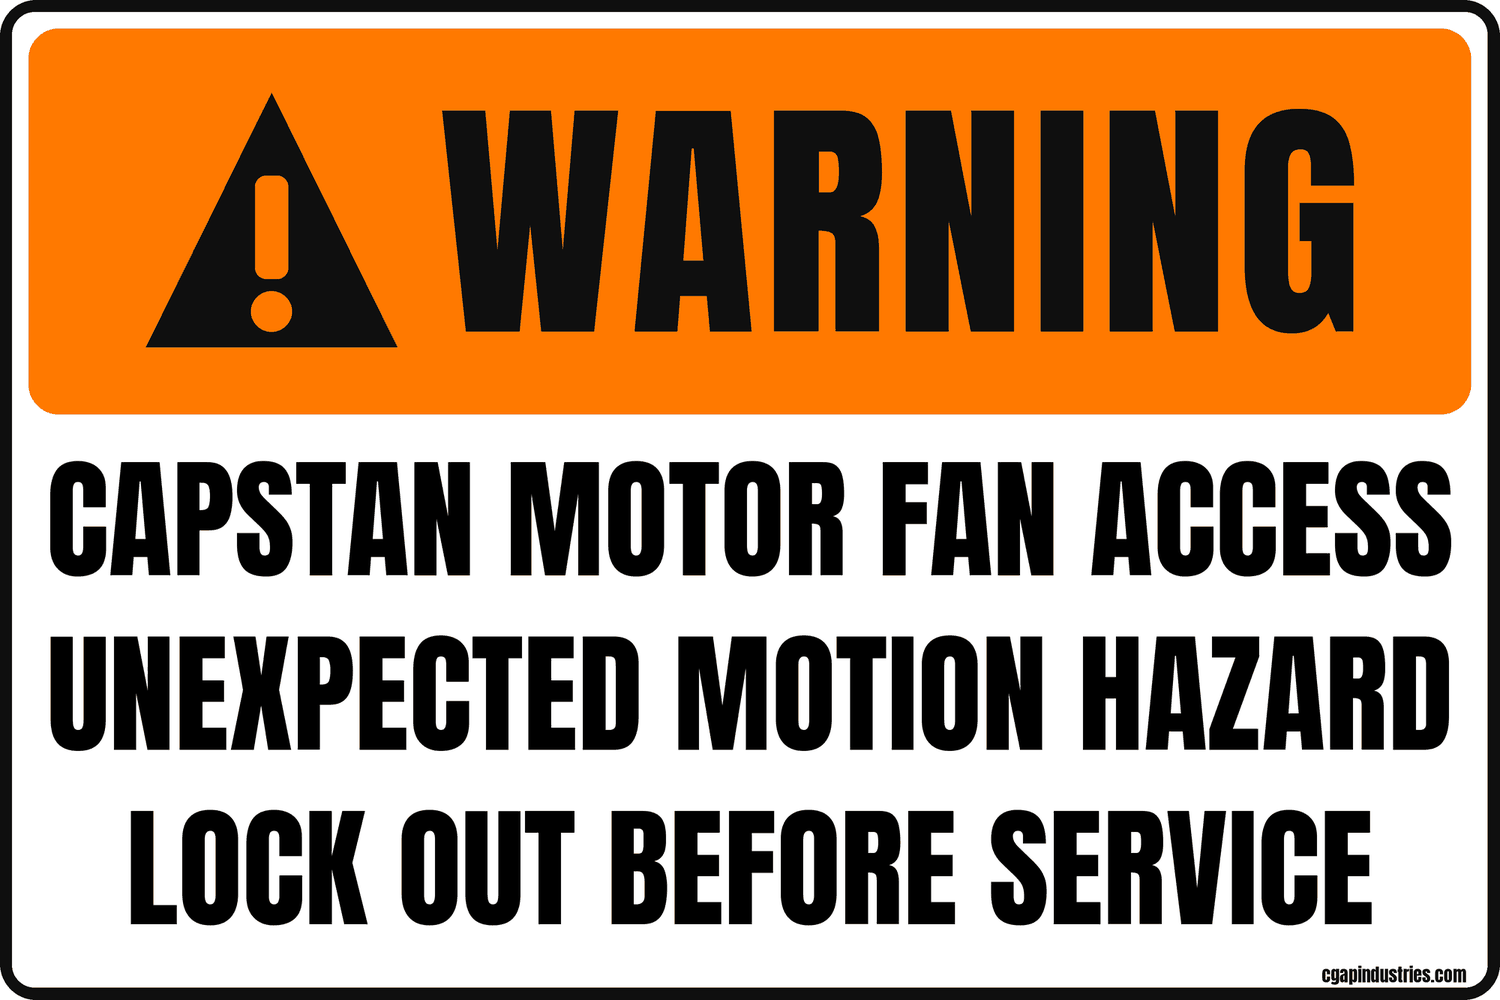 WARNING
CAPSTAN MOTOR FAN ACCESS
UNEXPECTED MOTION HAZARD
LOCK OUT BEFORE SERVICE
cgapindustries.com